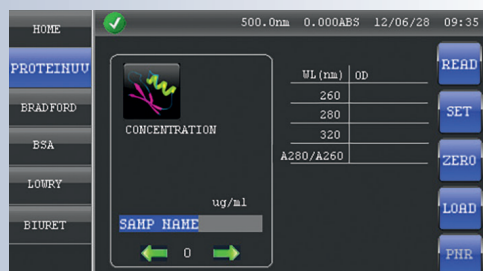 HOME
500.0nm 0.000ABS 12/06/28 09:35
PROTEINUV
BRADFORD
BSA
LOWRY
BIURET
CONCENTRATION
ug/ml
SAMP NAME
0
WL(nm) OD
260
280
320
A280/A260
READ
SET
ZERO
LOAD
PNR